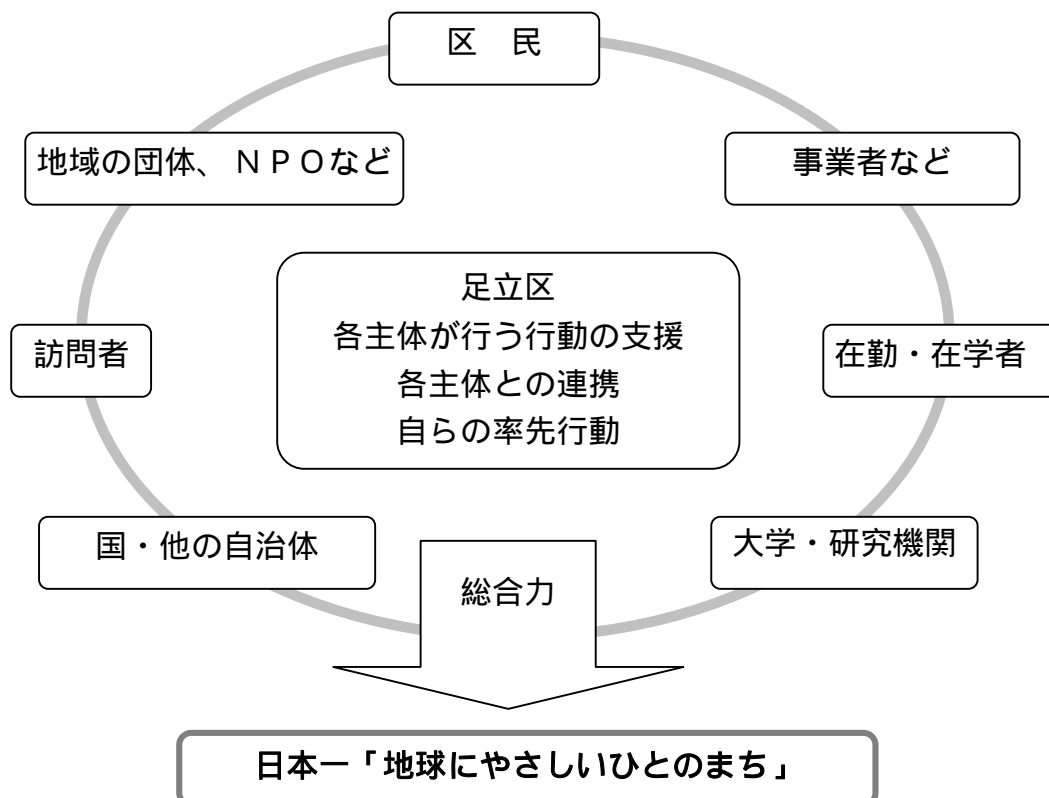 区　民
地域の団体、ＮＰＯなど
事業者など
足立区
各主体が行う行動の支援
各主体との連携
自らの率先行動
訪問者
在勤・在学者
国・他の自治体
大学・研究機関
総合力
日本一「地球にやさしいひとのまち」